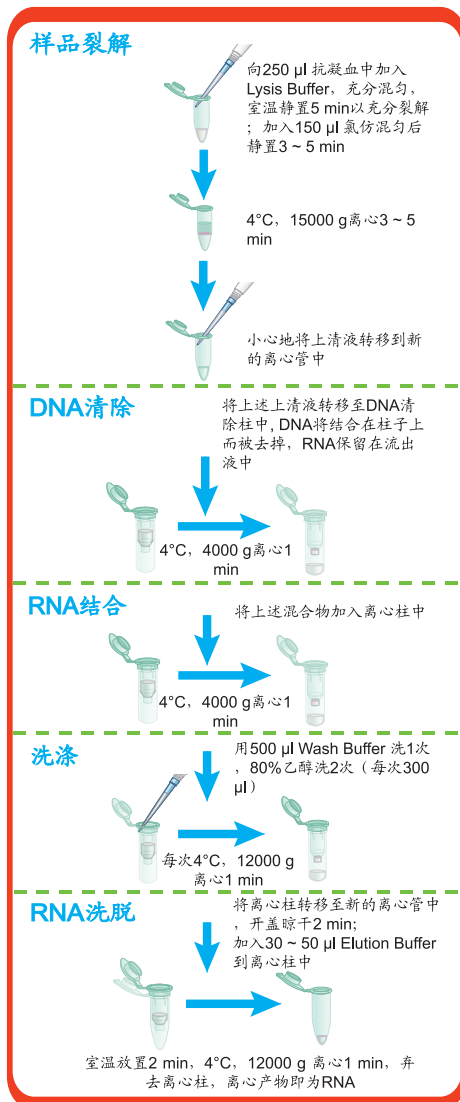 样品裂解
向250 µl 抗凝血中加入
Lysis Buffer，充分混匀，
室温静置5 min以充分裂解
；加入150 µl 氯仿混匀后
静置3 ~ 5 min
4°C，15000 g离心3 ~ 5
min
小心地将上清液转移到新
的离心管中
DNA清除
将上述上清液转移至DNA清
除柱中, DNA将结合在柱子上
而被去掉，RNA保留在流出
液中
4°C，4000 g离心1
min
RNA结合
将上述混合物加入离心柱中
4°C，4000 g离心1
min
洗涤
用500 µl Wash Buffer 洗1次
，80%乙醇洗2次（每次300
µl）
每次4°C，12000 g
离心1 min
RNA洗脱
将离心柱转移至新的离心管中
，开盖晾干2 min;
加入30 ~ 50 µl Elution Buffer
到离心柱中
室温放置2 min，4°C，12000 g 离心1 min，弃
去离心柱，离心产物即为RNA